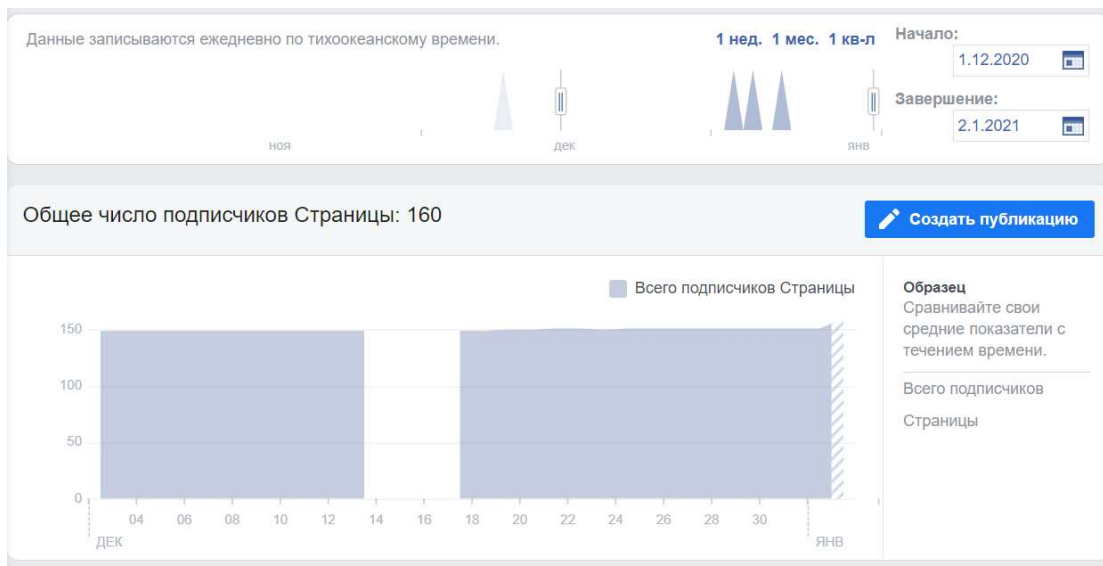 Данные записываются ежедневно по тихоокеанскому времени.
1 нед. 1 мес. 1 кв-л
Начало:
1.12.2020
Завершение:
2.1.2021
ноя
дек
янв
Общее число подписчиков Страницы: 160
Создать публикацию
Всего подписчиков Страницы
150
100
50
0
04 06 08 10 12 14 16 18 20 22 24 26 28 30
ДЕК
ЯНВ
Образец
Сравнивайте свои
средние показатели с
течением времени.
Всего подписчиков
Страницы